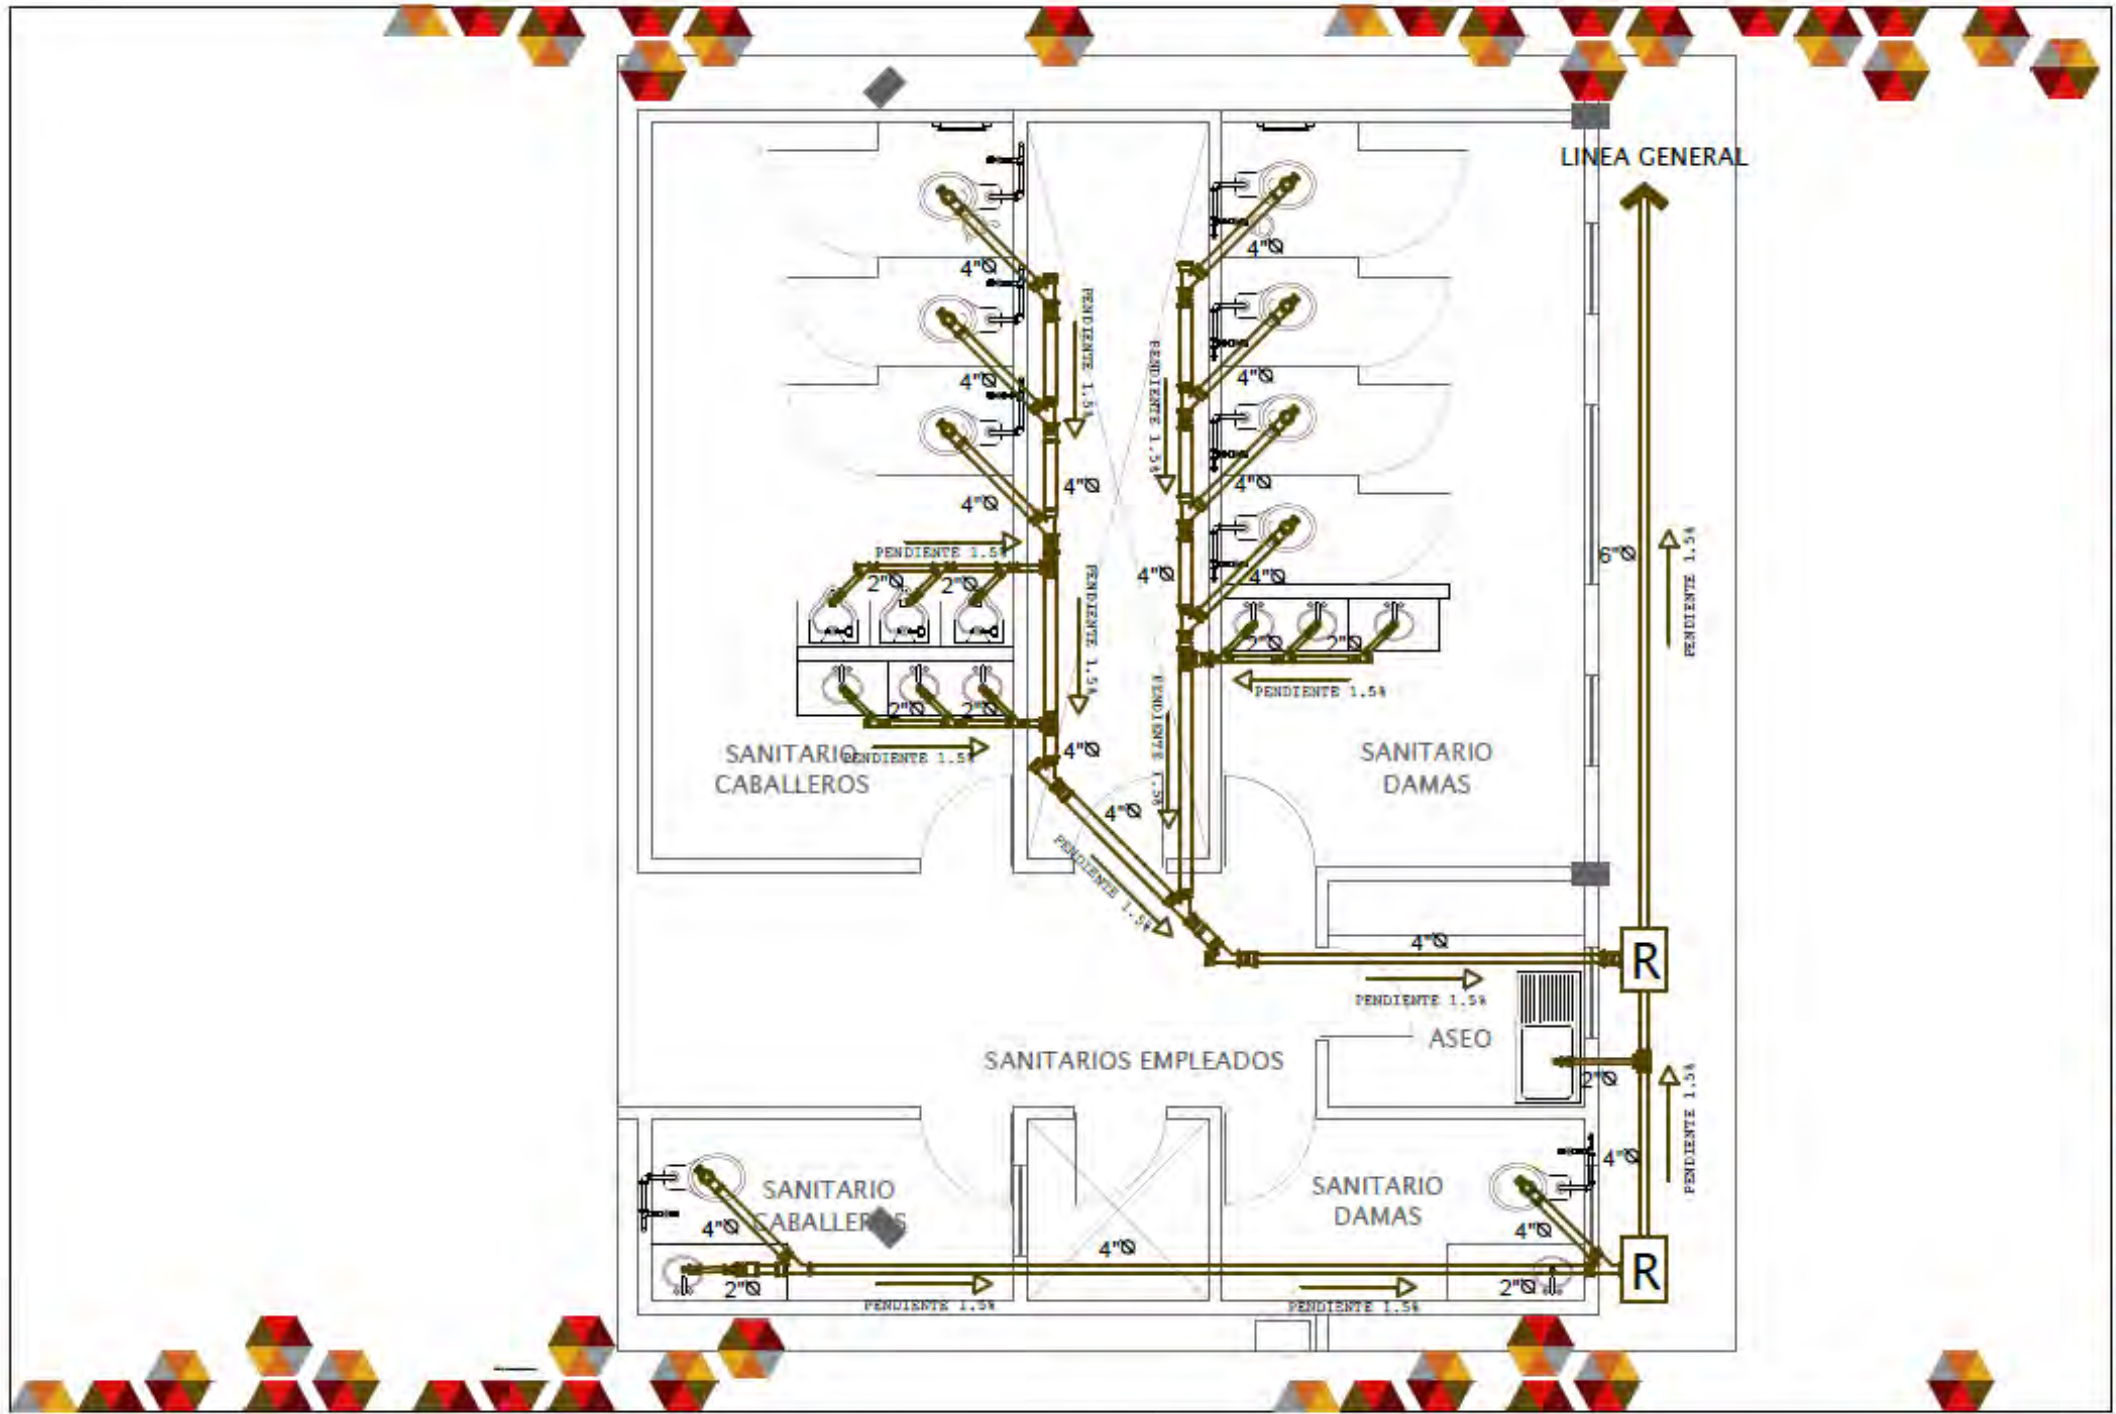 LINEA GENERAL
4"Ø
4"Ø
PENDIENTE 1.5%
PENDIENTE 1.5%
4"Ø
4"Ø
4"Ø
4"Ø
4"Ø
PENDIENTE 1.5%
2"Ø
2"Ø
4"Ø
4"Ø
6"Ø
PENDIENTE 1.5%
PENDIENTE 1.5%
2"Ø
2"Ø
PENDIENTE 1.5%
2"Ø
2"Ø
PENDIENTE 1.5%
SANITARIO
CABALLEROS
PENDIENTE 1.5%
4"Ø
SANITARIO
DAMAS
4"Ø
PENDIENTE 1.5%
4"Ø
R
PENDIENTE 1.5%
ASEO
SANITARIOS EMPLEADOS
2"Ø
PENDIENTE 1.5%
4"Ø
SANITARIO
CABALLEROS
4"Ø
SANITARIO
DAMAS
4"Ø
4"Ø
2"Ø
2"Ø
R
PENDIENTE 1.5%
PENDIENTE 1.5%